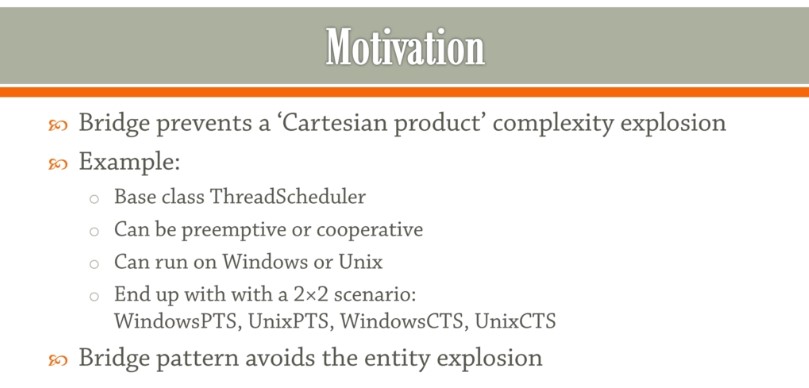 Motivation
Bridge prevents a ‘Cartesian product’ complexity explosion
Example:
Base class ThreadScheduler
Can be preemptive or cooperative
Can run on Windows or Unix
End up with with a 2×2 scenario:
WindowsPTS, UnixPTS, WindowsCTS, UnixCTS
Bridge pattern avoids the entity explosion